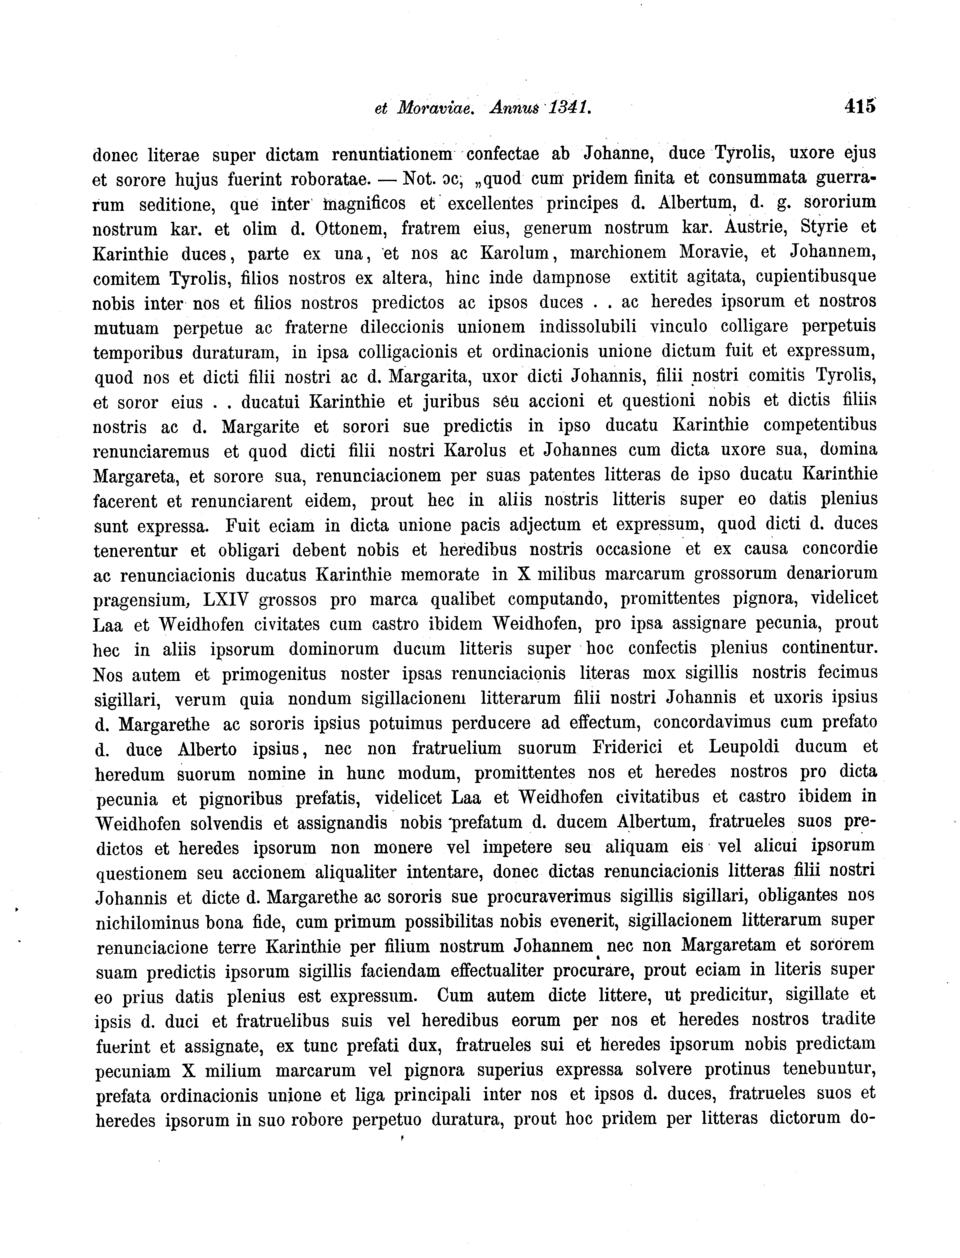 et Moraviae. Annus 1341. 415
donec literae super dictam renuntiationem confectae ab Johanne, duce Tyrolis, uxore ejus
et sorore hujus fuerint roboratae. — Not. ɔc; „quod cum pridem finita et consummata guerra-
rum seditione, que inter magnificos et excellentes principes d. Albertum, d. g. sororium
nostrum kar. et olim d. Ottonem, fratrem eius, generum nostrum kar. Austrie, Styrie et
Karinthie duces, parte ex una, et nos ac Karolum, marchionem Moravie, et Johannem,
comitem Tyrolis, filios nostros ex altera, hinc inde dampnose extitit agitata, cupientibusque
nobis inter nos et filios nostros predictos ac ipsos duces . . ac heredes ipsorum et nostros
mutuam perpetue ac fraterne dileccionis unionem indissolubili vinculo colligare perpetuis
temporibus duraturam, in ipsa colligacionis et ordinacionis unione dictum fuit et expressum,
quod nos et dicti filii nostri ac d. Margarita, uxor dicti Johannis, filii nostri comitis Tyrolis,
et soror eius . . ducatui Karinthie et juribus séu accioni et questioni nobis et dictis filiis
nostris ac d. Margarite et sorori sue predictis in ipso ducatu Karinthie competentibus
renunciaremus et quod dicti filii nostri Karolus et Johannes cum dicta uxore sua, domina
Margareta, et sorore sua, renunciacionem per suas patentes litteras de ipso ducatu Karinthie
facerent et renunciarent eidem, prout hec in aliis nostris litteris super eo datis plenius
sunt expressa. Fuit eciam in dicta unione pacis adjectum et expressum, quod dicti d. duces
tenerentur et obligari debent nobis et heredibus nostris occasione et ex causa concordie
ac renunciacionis ducatus Karinthie memorate in X milibus marcarum grossorum denariorum
pragensium, LXIV grossos pro marca qualibet computando, promittentes pignora, videlicet
Laa et Weidhofen civitates cum castro ibidem Weidhofen, pro ipsa assignare pecunia, prout
hec in aliis ipsorum dominorum ducum litteris super hoc confectis plenius continentur.
Nos autem et primogenitus noster ipsas renunciacionis literas mox sigillis nostris fecimus
sigillari, verum quia nondum sigillacionem litterarum filii nostri Johannis et uxoris ipsius
d. Margarethe ac sororis ipsius potuimus perducere ad effectum, concordavimus cum prefato
d. duce Alberto ipsius, nec non fratruelium suorum Friderici et Leupoldi ducum et
heredum suorum nomine in hunc modum, promittentes nos et heredes nostros pro dicta
pecunia et pignoribus prefatis, videlicet Laa et Weidhofen civitatibus et castro ibidem in
Weidhofen solvendis et assignandis nobis prefatum d. ducem Albertum, fratrueles suos pre-
dictos et heredes ipsorum non monere vel impetere seu aliquam eis vel alicui ipsorum
questionem seu accionem aliqualiter intentare, donec dictas renunciacionis litteras filii nostri
Johannis et dicte d. Margarethe ac sororis sue procuraverimus sigillis sigillari, obligantes nos
nichilominus bona fide, cum primum possibilitas nobis evenerit, sigillacionem litterarum super
renunciacione terre Karinthie per filium nostrum Johannem nec non Margaretam et sororem
suam predictis ipsorum sigillis faciendam effectualiter procurare, prout eciam in literis super
eo prius datis plenius est expressum. Cum autem dicte littere, ut predicitur, sigillate et
ipsis d. duci et fratruelibus suis vel heredibus eorum per nos et heredes nostros tradite
fuerint et assignate, ex tunc prefati dux, fratrueles sui et heredes ipsorum nobis predictam
pecuniam X milium marcarum vel pignora superius expressa solvere protinus tenebuntur,
prefata ordinacionis unione et liga principali inter nos et ipsos d. duces, fratrueles suos et
heredes ipsorum in suo robore perpetuo duratura, prout hoc pridem per litteras dictorum do-